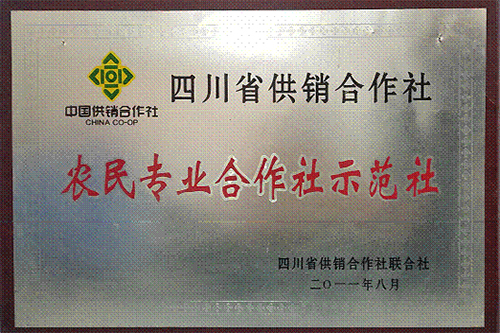 四川省供销合作社
中国供销合作社
CHINA CO-OP
农民专业合作社示范社
四川省供销合作社联合社
二〇一一年八月